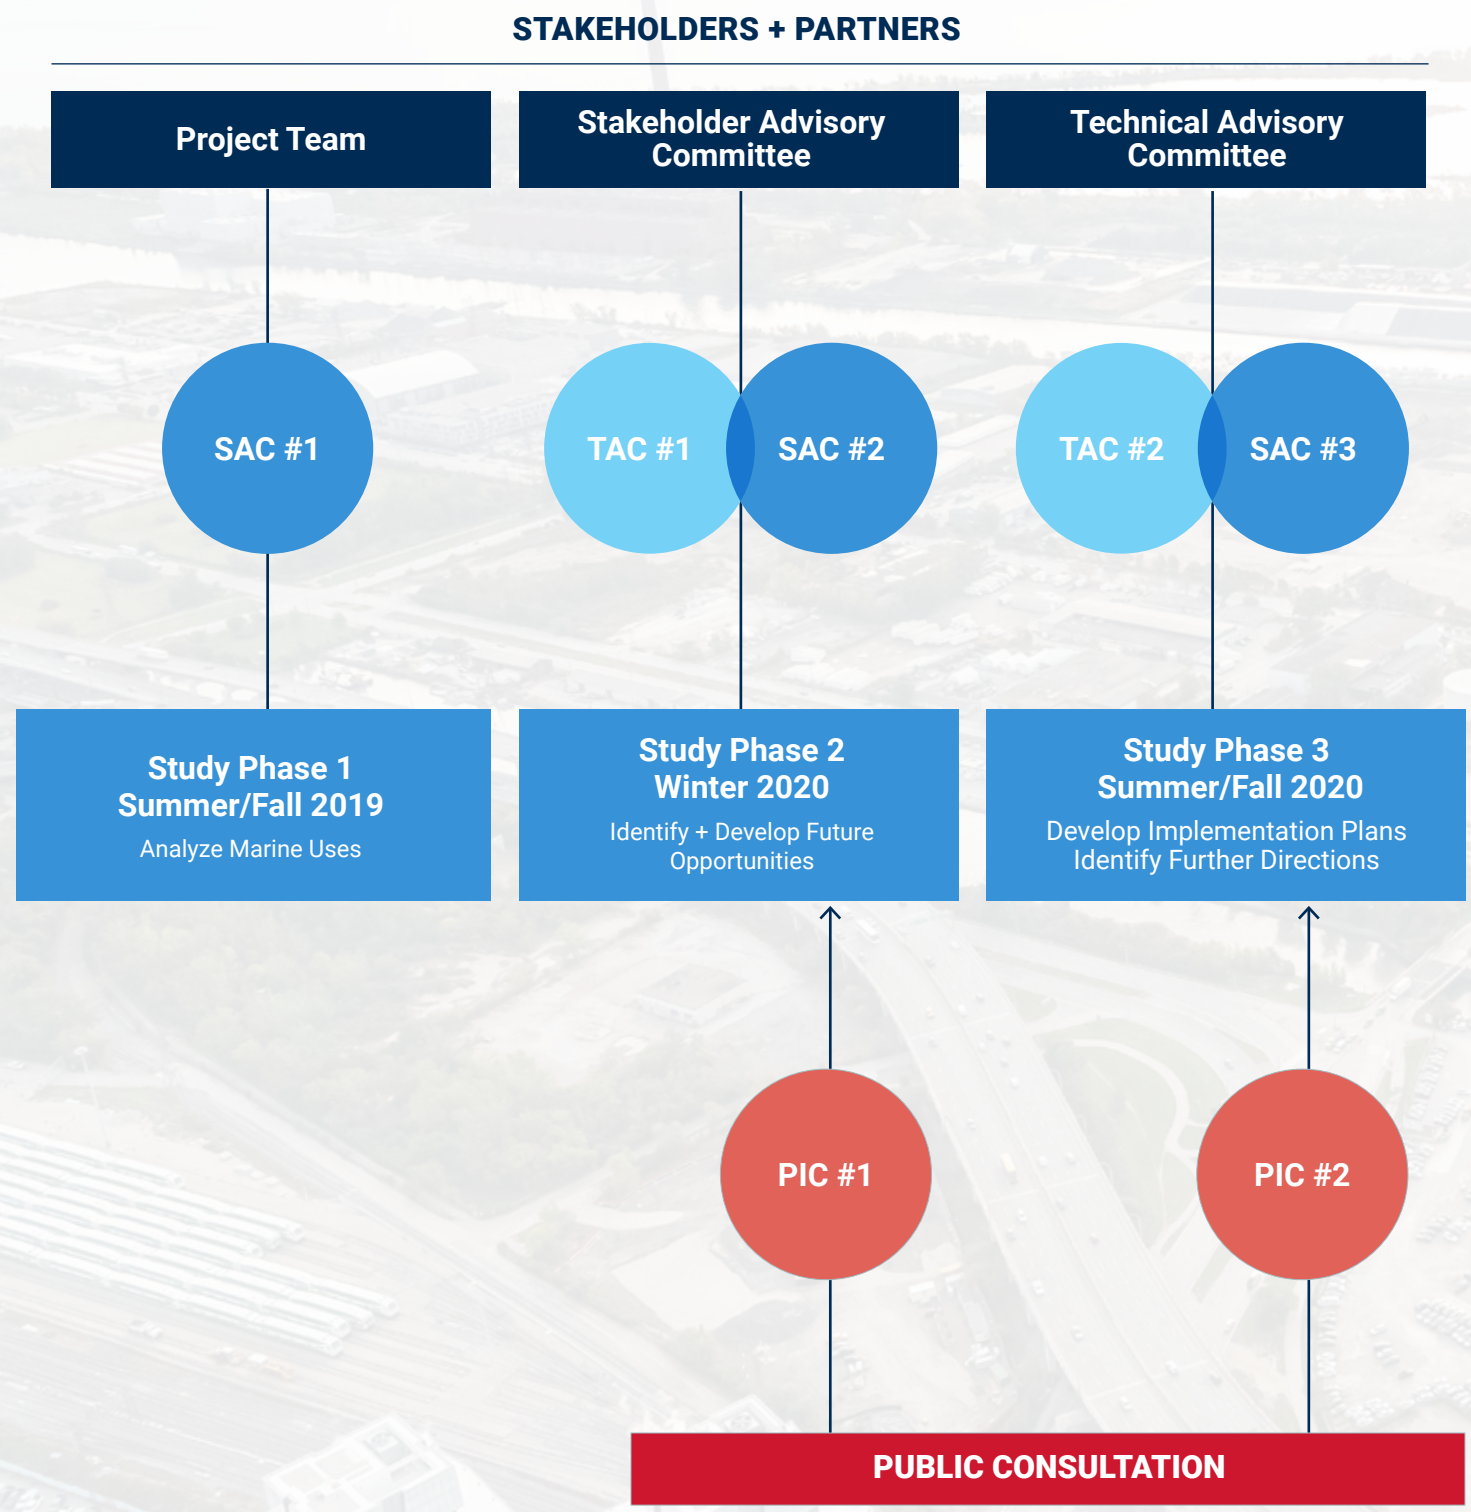 STAKEHOLDERS + PARTNERS
Project Team
Stakeholder Advisory
Committee
Technical Advisory
Committee
SAC #1
TAC #1
SAC #2
TAC #2
SAC #3
Study Phase 1
Summer/Fall 2019
Analyze Marine Uses
Study Phase 2
Winter 2020
Identify + Develop Future
Opportunities
Study Phase 3
Summer/Fall 2020
Develop Implementation Plans
Identify Further Directions
PIC #1
PIC #2
PUBLIC CONSULTATION